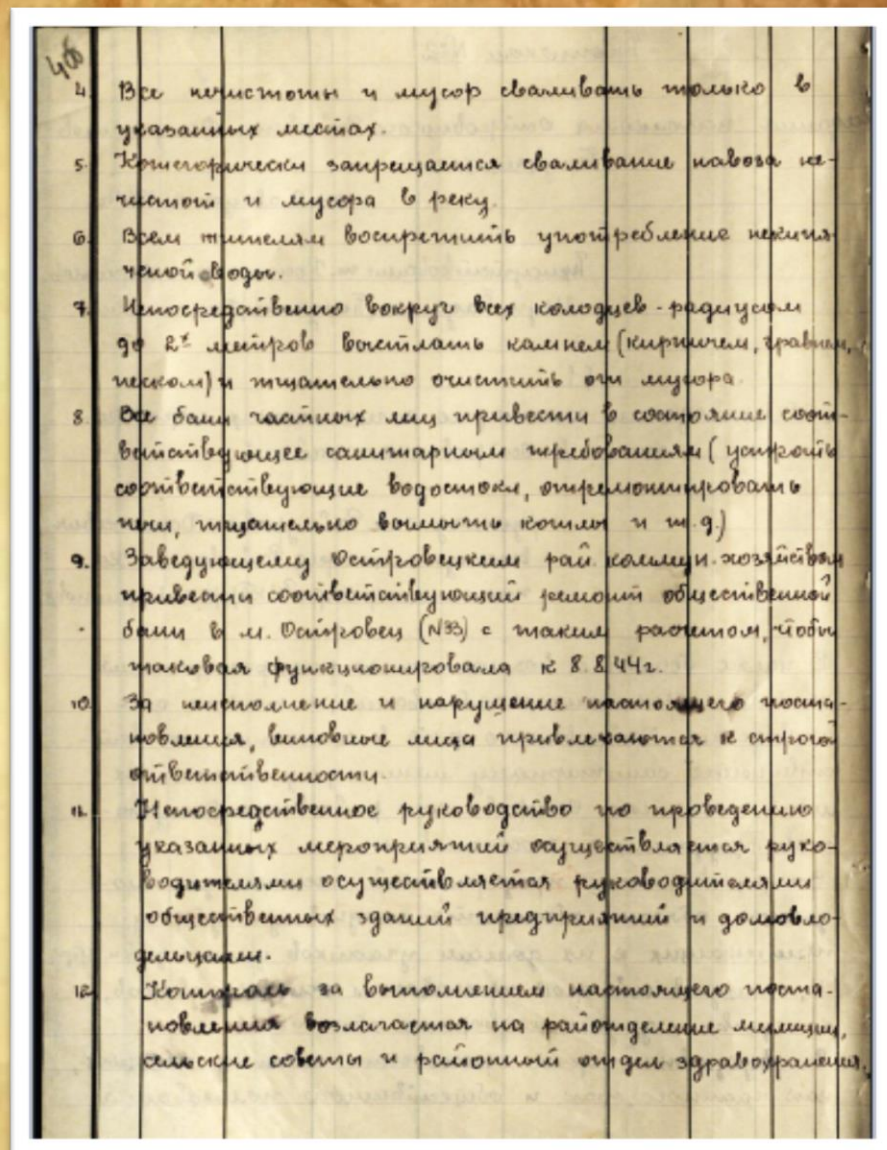 406
4. Все нечистоты и мусор сваливать только в
указанных местах.
5. Категорически запрещается сваливание навоза не-
чистот и мусора в реку.
6. Всем жителям воспретить употребление некипя-
ченой воды.
7. Непосредственно вокруг всех колодцев - радиусом
до 2х метров выстлать камнем (кирпичем, гравием,
песком) и тщательно очистить от мусора.
8. Все бани частных лиц привести в состояние соот-
ветствующее санитарным требованиям (устроить
соответствующие водостоки, отремонтировать
печи, тщательно вымыть котлы и т.д.)
9. Заведующему Островецким рай. коммун. хозяйством
привести соответствующий ремонт общественной
бани в м. Островец (№33) с таким расчетом, чтобы
таковая функционировала к 8.8.44г.
10. За неисполнение и нарушение настоящего поста-
новления, виновные лица привлекаются к строгой
ответственности
11. Непосредственное руководство по проведению
указанных мероприятий осуществляется руко-
водителями осуществляется руководителями
общественных зданий предприятий и домовла-
дельцами.
12. Контроль за выполнением настоящего поста-
новления возлагается на райотделение милиции,
сельские советы и районный отдел здравохранения.